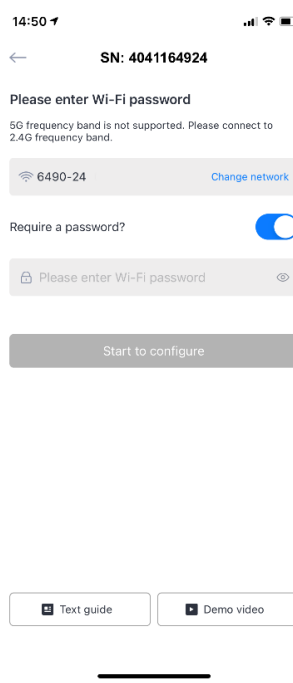 14:50
SN: 4041164924
Please enter Wi-Fi password
5G frequency band is not supported. Please connect to
2.4G frequency band.
6490-24 Change network
Require a password?
Please enter Wi-Fi password
Start to configure
Text guide Demo video